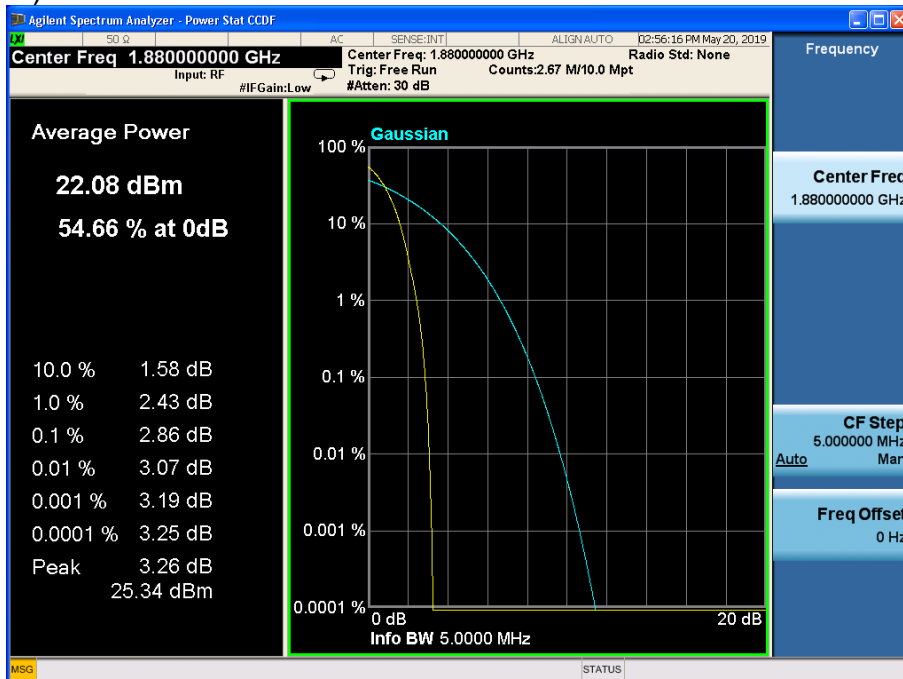 Agilent Spectrum Analyzer - Power Stat CCDF
LXI 50 Ω AC SENSE:INT ALIGN AUTO 02:56:16 PM May 20, 2019
Center Freq 1.880000000 GHz
Input: RF
#IFGain:Low
Center Freq: 1.880000000 GHz Radio Std: None
Trig: Free Run Counts:2.67 M/10.0 Mpt
#Atten: 30 dB
Frequency
Average Power
22.08 dBm
54.66 % at 0dB
10.0 % 1.58 dB
1.0 % 2.43 dB
0.1 % 2.86 dB
0.01 % 3.07 dB
0.001 % 3.19 dB
0.0001 % 3.25 dB
Peak 3.26 dB
25.34 dBm
Gaussian
100 %
10 %
1 %
0.1 %
0.01 %
0.001 %
0.0001 %
0 dB 20 dB
Info BW 5.0000 MHz
Center Freq
1.880000000 GHz
CF Step
5.000000 MHz
Auto Man
Freq Offset
0 Hz
MSG STATUS